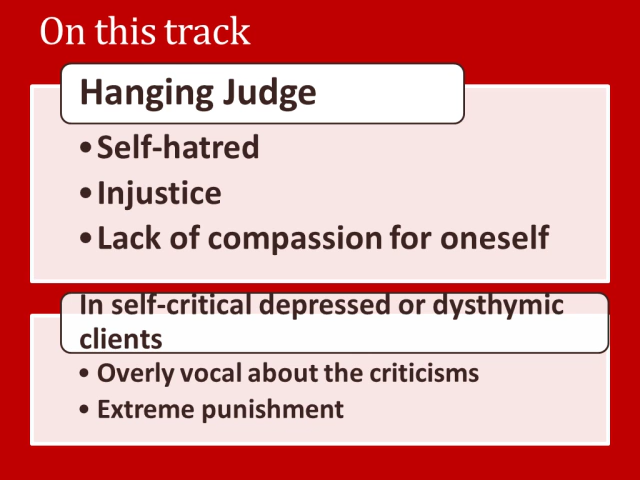 On this track
Hanging Judge
•Self-hatred
•Injustice
•Lack of compassion for oneself
In self-critical depressed or dysthymic
clients
• Overly vocal about the criticisms
• Extreme punishment